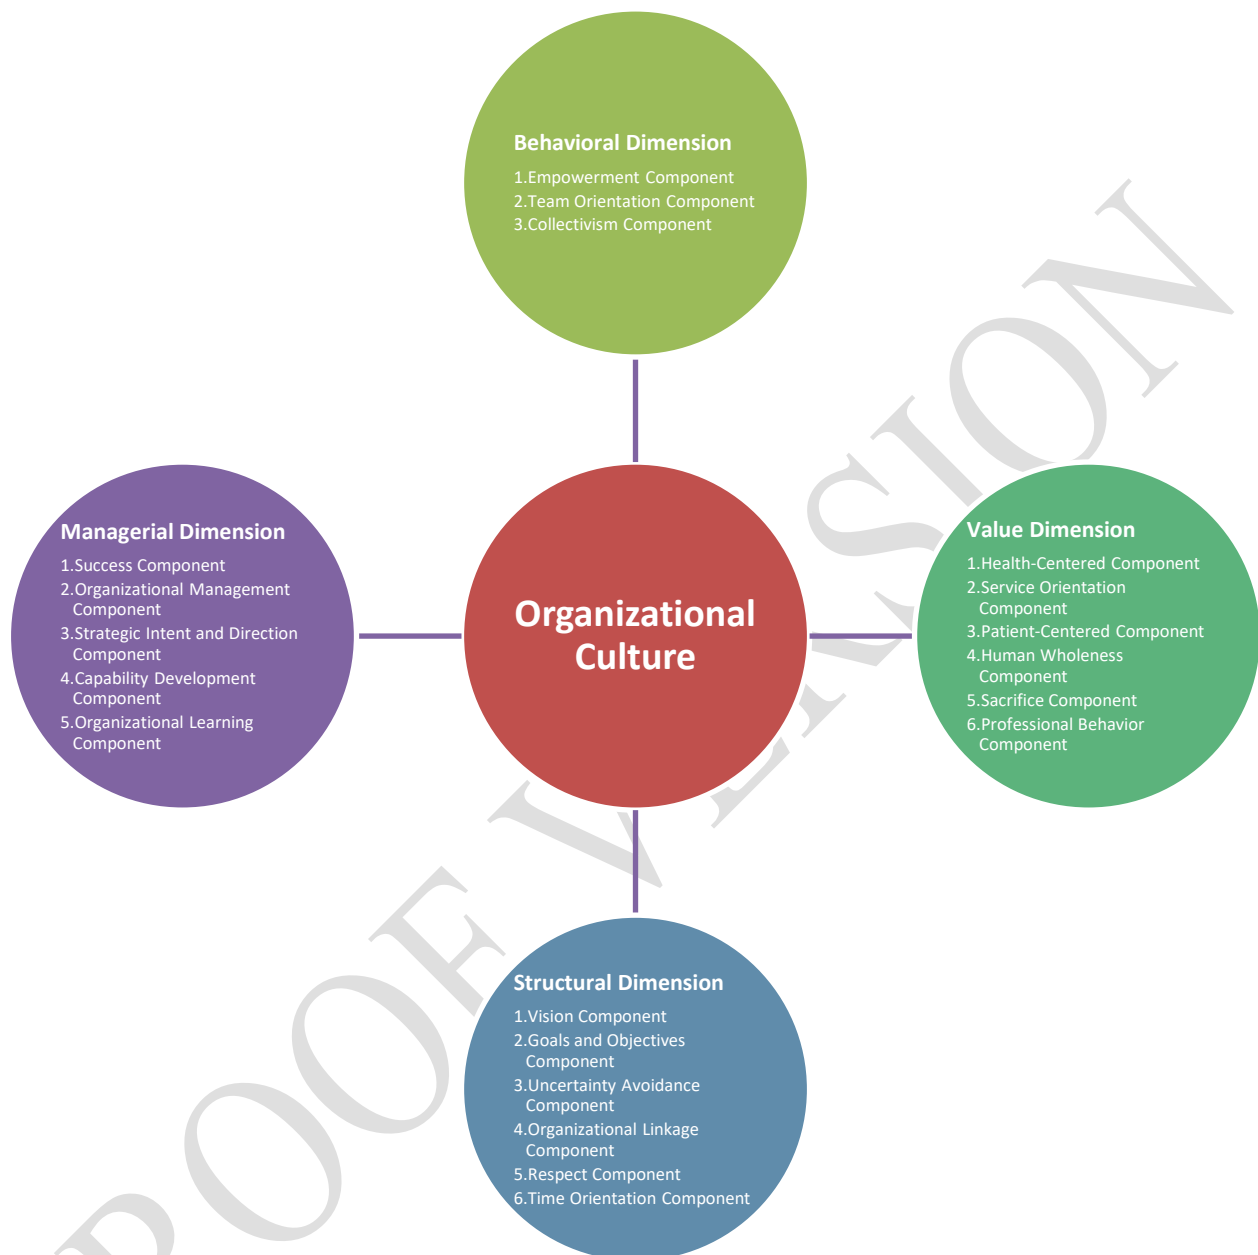 Behavioral Dimension
1.Empowerment Component
2.Team Orientation Component
3.Collectivism Component
Managerial Dimension
1.Success Component
2.Organizational Management
Component
3.Strategic Intent and Direction
Component
4.Capability Development
Component
5.Organizational Learning
Component
Organizational
Culture
Value Dimension
1.Health-Centered Component
2.Service Orientation
Component
3.Patient-Centered Component
4.Human Wholeness
Component
5.Sacrifice Component
6.Professional Behavior
Component
Structural Dimension
1.Vision Component
2.Goals and Objectives
Component
3.Uncertainty Avoidance
Component
4.Organizational Linkage
Component
5.Respect Component
6.Time Orientation Component
PROOF VERSION